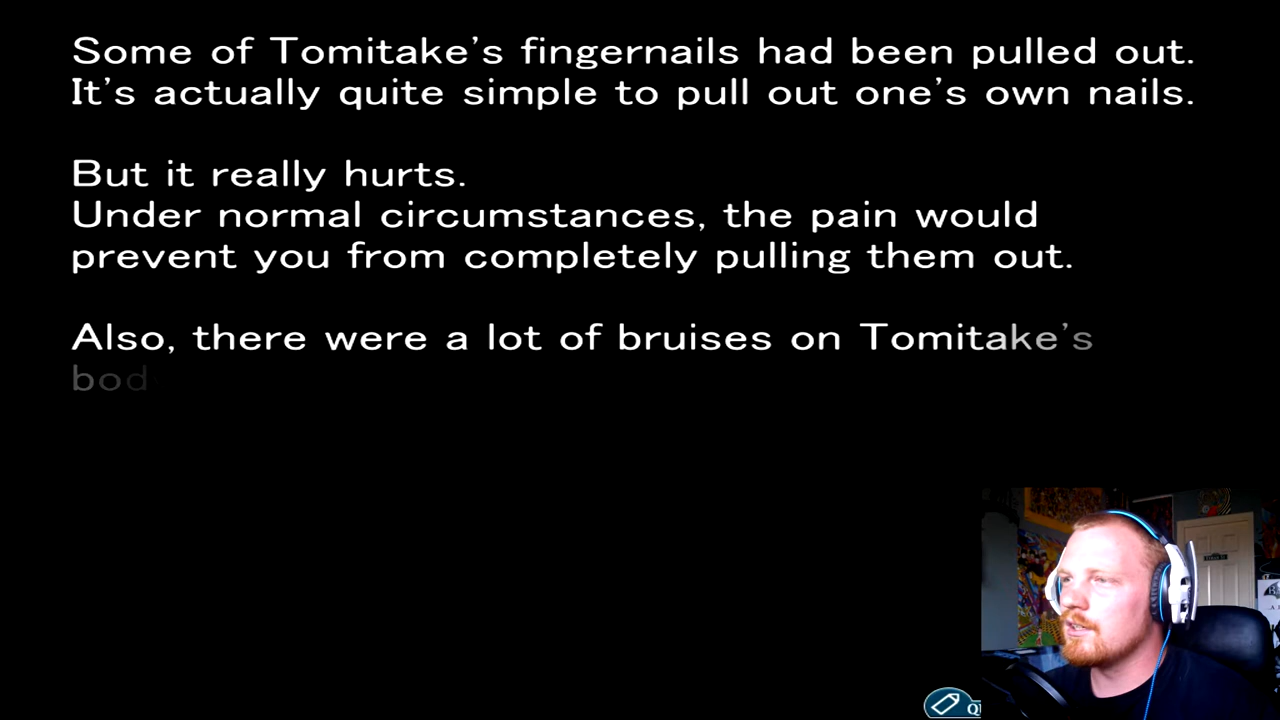 Some of Tomitake's fingernails had been pulled out.
It's actually quite simple to pull out one's own nails.
But it really hurts.
Under normal circumstances, the pain would
prevent you from completely pulling them out.
Also, there were a lot of bruises on Tomitake's
body